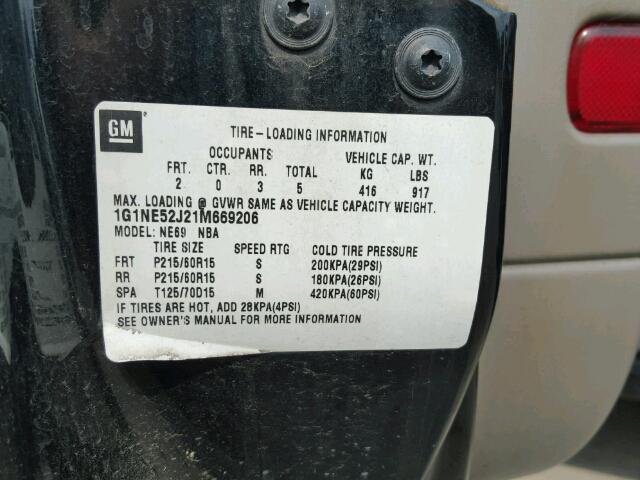 GM
TIRE-LOADING INFORMATION
OCCUPANTS VEHICLE CAP. WT.
FRT. CTR. RR. TOTAL KG LBS
2 0 3 5 416 917
MAX. LOADING @ GVWR SAME AS VEHICLE CAPACITY WEIGHT.
1G1NE52J21M669206
MODEL: NE69 NBA
TIRE SIZE SPEED RTG COLD TIRE PRESSURE
FRT P215/60R15 S 200KPA(29PSI)
RR P215/60R15 S 180KPA(26PSI)
SPA T125/70D15 M 420KPA(60PSI)
IF TIRES ARE HOT, ADD 28KPA(4PSI)
SEE OWNER'S MANUAL FOR MORE INFORMATION